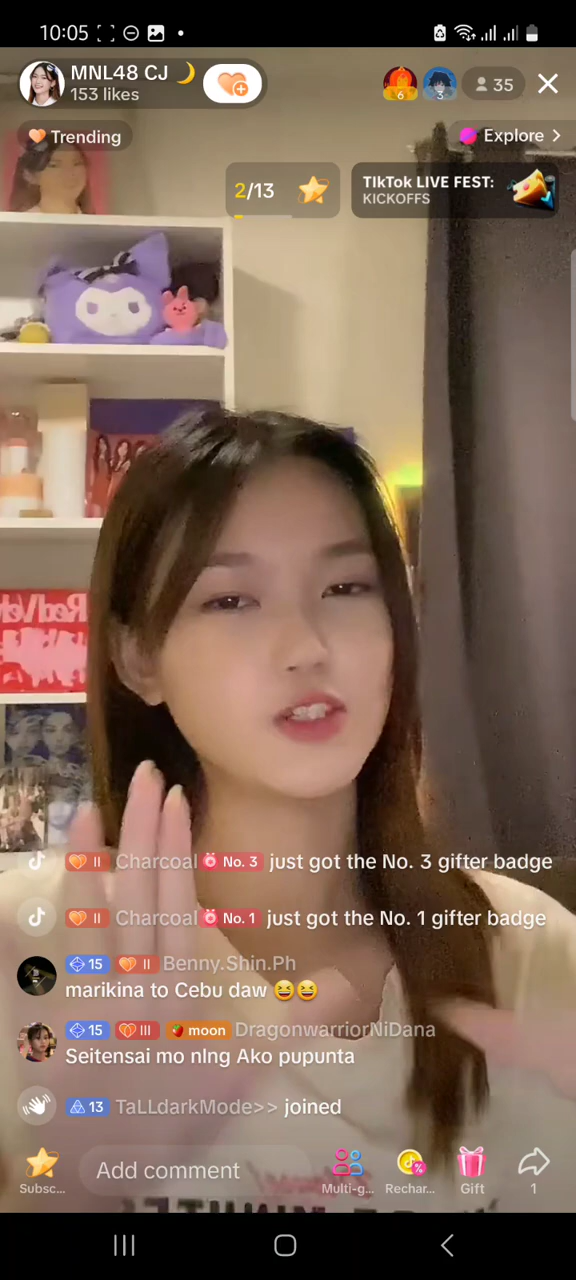 10:05
MNL48 CJ 🌙
153 likes
6
3
35
Trending
Explore >
2/13
TIkTok LIVE FEST:
KICKOFFS
RedVel
II Charcoal No. 3 just got the No. 3 gifter badge
II Charcoal No. 1 just got the No. 1 gifter badge
15 II Benny.Shin.Ph
marikina to Cebu daw 😆😆
15 III 🍓 moon DragonwarriorNiDana
Seitensai mo nIng Ako pupunta
13 TaLLdarkMode>> joined
Add comment
Subsc...
Multi-g...
Rechar...
Gift
1